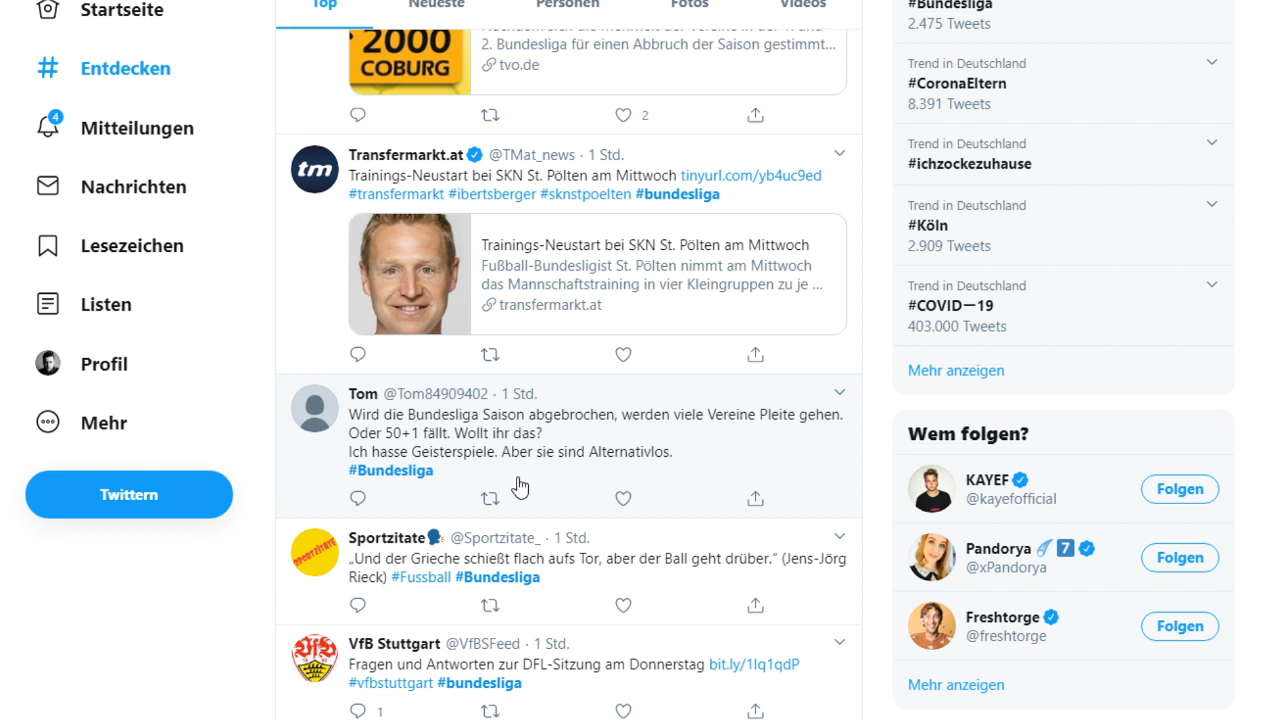 Startseite
Entdecken
4
Mitteilungen
Nachrichten
Lesezeichen
Listen
Profil
Mehr
Twittern
Top
Neueste
Personen
Fotos
Videos
2000
COBURG
2. Bundesliga für einen Abbruch der Saison gestimmt...
tvo.de
2
tm
Transfermarkt.at @TMat_news · 1 Std.
Trainings-Neustart bei SKN St. Pölten am Mittwoch tinyurl.com/yb4uc9ed
#transfermarkt #ibertsberger #sknstpoelten #bundesliga
Trainings-Neustart bei SKN St. Pölten am Mittwoch
Fußball-Bundesligist St. Pölten nimmt am Mittwoch
das Mannschaftstraining in vier Kleingruppen zu je ...
transfermarkt.at
Tom @Tom84909402 · 1 Std.
Wird die Bundesliga Saison abgebrochen, werden viele Vereine Pleite gehen.
Oder 50+1 fällt. Wollt ihr das?
Ich hasse Geisterspiele. Aber sie sind Alternativlos.
#Bundesliga
SPORTZITATE
Sportzitate @Sportzitate_ · 1 Std.
„Und der Grieche schießt flach aufs Tor, aber der Ball geht drüber.“ (Jens-Jörg
Rieck) #Fussball #Bundesliga
VfB Stuttgart @VfBSFeed · 1 Std.
Fragen und Antworten zur DFL-Sitzung am Donnerstag bit.ly/1Iq1qdP
#vfbstuttgart #bundesliga
1
#Bundesliga
2.475 Tweets
Trend in Deutschland
#CoronaEltern
8.391 Tweets
Trend in Deutschland
#ichzockezuhause
Trend in Deutschland
#Köln
2.909 Tweets
Trend in Deutschland
#COVID—19
403.000 Tweets
Mehr anzeigen
Wem folgen?
KAYEF
@kayefofficial
Folgen
Pandorya 7
@xPandorya
Folgen
Freshtorge
@freshtorge
Folgen
Mehr anzeigen